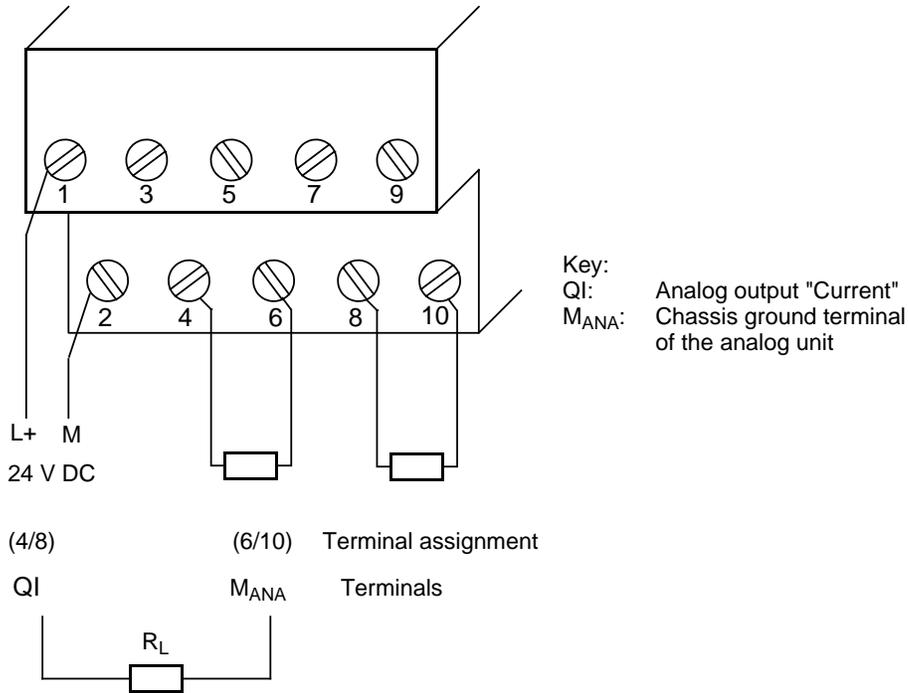 1 3 5 7 9
2 4 6 8 10
Key:
QI: Analog output "Current"
MANA: Chassis ground terminal
of the analog unit
L+ M
24 V DC
(4/8) (6/10) Terminal assignment
QI MANA Terminals
RL